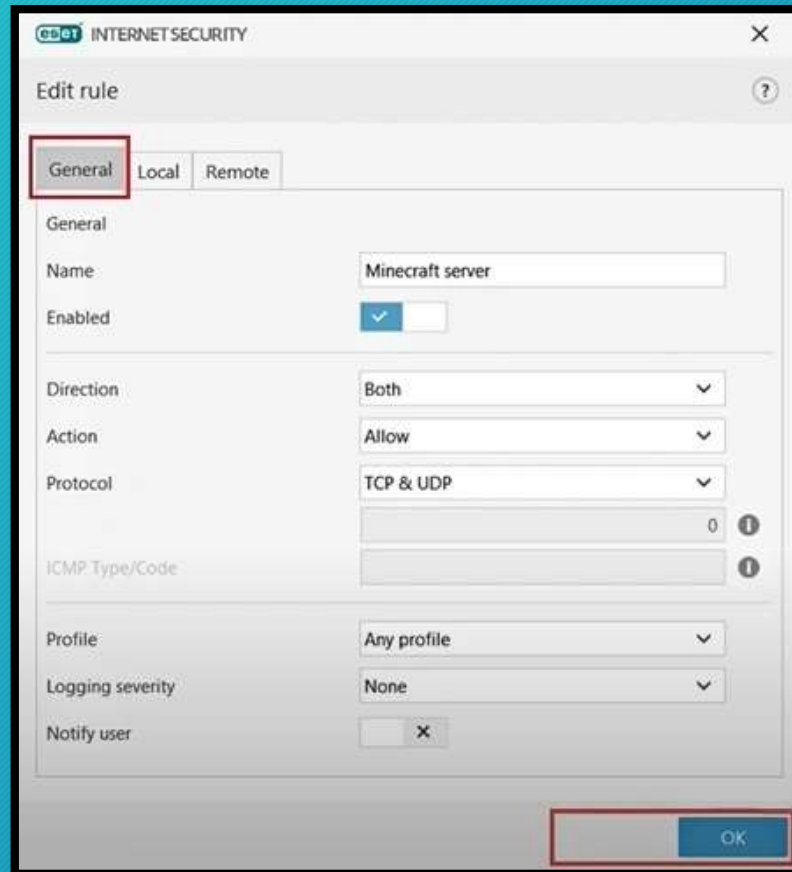 eset INTERNET SECURITY
Edit rule ?
General Local Remote
General
Name Minecraft server
Enabled
Direction Both
Action Allow
Protocol TCP & UDP
0
ICMP Type/Code
Profile Any profile
Logging severity None
Notify user
OK